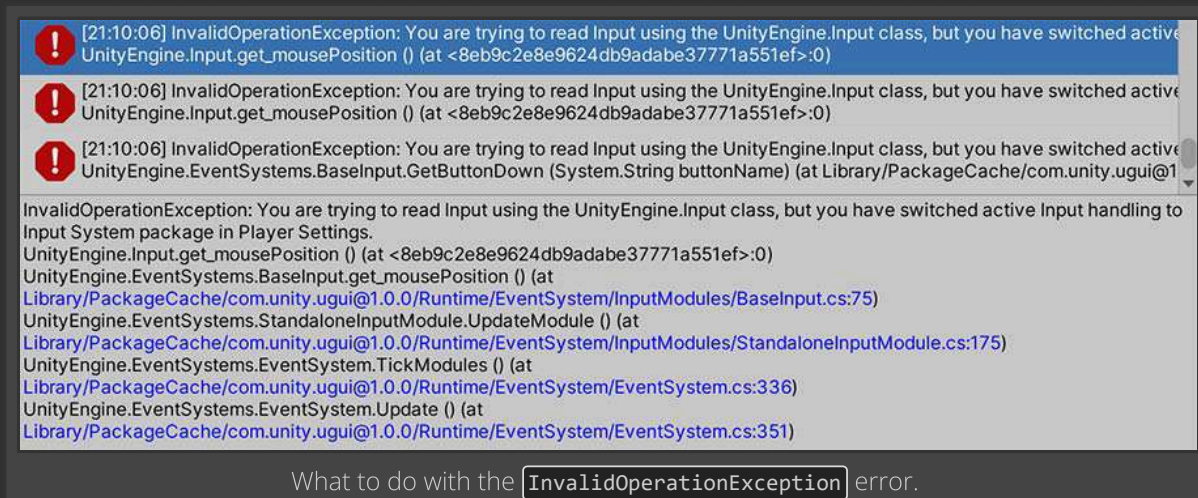 [21:10:06] InvalidOperationException: You are trying to read Input using the UnityEngine.Input class, but you have switched active
UnityEngine.Input.get_mousePosition () (at <8eb9c2e8e9624db9adabe37771a551ef>:0)
[21:10:06] InvalidOperationException: You are trying to read Input using the UnityEngine.Input class, but you have switched active
UnityEngine.Input.get_mousePosition () (at <8eb9c2e8e9624db9adabe37771a551ef>:0)
[21:10:06] InvalidOperationException: You are trying to read Input using the UnityEngine.Input class, but you have switched active
UnityEngine.EventSystems.BaseInput.GetButtonDown (System.String buttonName) (at Library/PackageCache/com.unity.ugui@1
InvalidOperationException: You are trying to read Input using the UnityEngine.Input class, but you have switched active Input handling to
Input System package in Player Settings.
UnityEngine.Input.get_mousePosition () (at <8eb9c2e8e9624db9adabe37771a551ef>:0)
UnityEngine.EventSystems.BaseInput.get_mousePosition () (at
Library/PackageCache/com.unity.ugui@1.0.0/Runtime/EventSystem/InputModules/BaseInput.cs:75)
UnityEngine.EventSystems.StandaloneInputModule.UpdateModule () (at
Library/PackageCache/com.unity.ugui@1.0.0/Runtime/EventSystem/InputModules/StandaloneInputModule.cs:175)
UnityEngine.EventSystems.EventSystem.TickModules () (at
Library/PackageCache/com.unity.ugui@1.0.0/Runtime/EventSystem/EventSystem.cs:336)
UnityEngine.EventSystems.EventSystem.Update () (at
Library/PackageCache/com.unity.ugui@1.0.0/Runtime/EventSystem/EventSystem.cs:351)
What to do with the InvalidOperationException error.